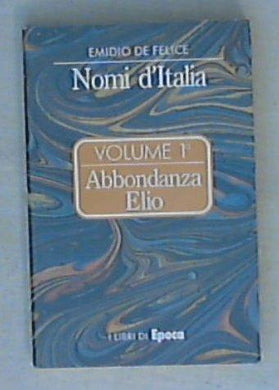 EMIDIO DE FELICE
Nomi d'Italia
VOLUME 1°
Abbondanza
Elio
I LIBRI DI Epoca